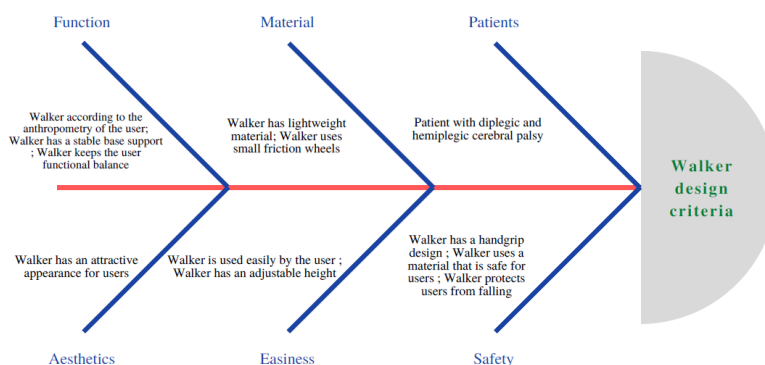 Function
Material
Patients
Walker according to the
anthropometry of the user;
Walker has a stable base support
; Walker keeps the user
functional balance
Walker has lightweight
material; Walker uses
small friction wheels
Patient with diplegic and
hemiplegic cerebral palsy
Walker
design
criteria
Walker has an attractive
appearance for users
Walker is used easily by the user ;
Walker has an adjustable height
Walker has a handgrip
design ; Walker uses a
material that is safe for
users ; Walker protects
users from falling
Aesthetics
Easiness
Safety